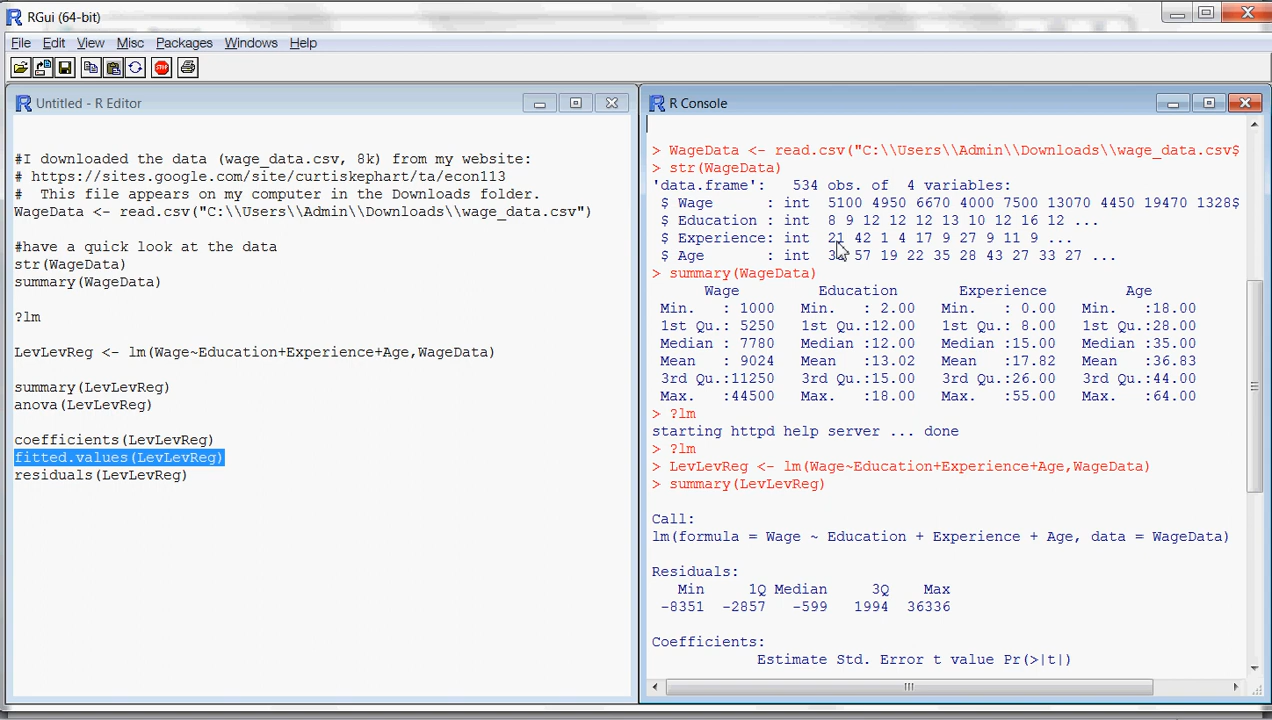 RGui (64-bit)
File Edit View Misc Packages Windows Help
Untitled - R Editor
#I downloaded the data (wage_data.csv, 8k) from my website:
# https://sites.google.com/site/curtiskephart/ta/econ113
#  This file appears on my computer in the Downloads folder.
WageData <- read.csv("C:\\Users\\Admin\\Downloads\\wage_data.csv")
#have a quick look at the data
str(WageData)
summary(WageData)
?lm
LevLevReg <- lm(Wage~Education+Experience+Age,WageData)
summary(LevLevReg)
anova(LevLevReg)
coefficients(LevLevReg)
fitted.values(LevLevReg)
residuals(LevLevReg)
R Console
> WageData <- read.csv("C:\\Users\\Admin\\Downloads\\wage_data.csv$
> str(WageData)
'data.frame':   534 obs. of  4 variables:
 $ Wage      : int  5100 4950 6670 4000 7500 13070 4450 19470 1328$
 $ Education : int  8 9 12 12 12 13 10 12 16 12 ...
 $ Experience: int  21 42 1 4 17 9 27 9 11 9 ...
 $ Age       : int  57 19 22 35 28 43 27 33 27 ...
> summary(WageData)
      Wage         Education       Experience         Age
 Min.   : 1000   Min.   : 2.00   Min.   : 0.00   Min.   :18.00
 1st Qu.: 5250   1st Qu.:12.00   1st Qu.: 8.00   1st Qu.:28.00
 Median : 7780   Median :12.00   Median :15.00   Median :35.00
 Mean   : 9024   Mean   :13.02   Mean   :17.82   Mean   :36.83
 3rd Qu.:11250   3rd Qu.:15.00   3rd Qu.:26.00   3rd Qu.:44.00
 Max.   :44500   Max.   :18.00   Max.   :55.00   Max.   :64.00
> ?lm
starting httpd help server ... done
> ?lm
> LevLevReg <- lm(Wage~Education+Experience+Age,WageData)
> summary(LevLevReg)
Call:
lm(formula = Wage ~ Education + Experience + Age, data = WageData)
Residuals:
   Min     1Q Median     3Q    Max
 -8351  -2857   -599   1994  36336
Coefficients:
            Estimate Std. Error t value Pr(>|t|)